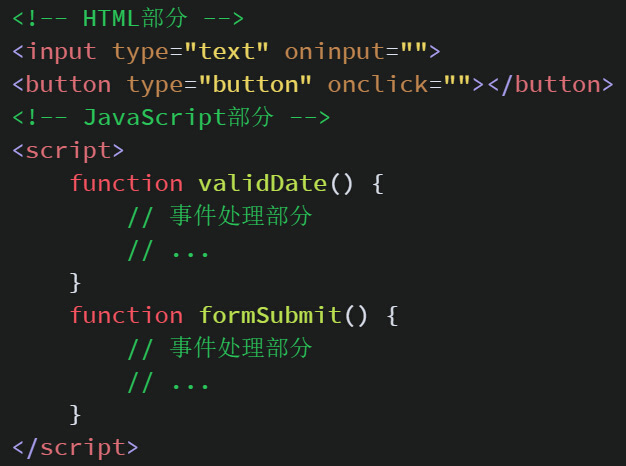 <!-- HTML部分 -->
<input type="text" oninput="">
<button type="button" onclick=""></button>
<!-- JavaScript部分 -->
<script>
    function validDate() {
        // 事件处理部分
        // ...
    }
    function formSubmit() {
        // 事件处理部分
        // ...
    }
</script>